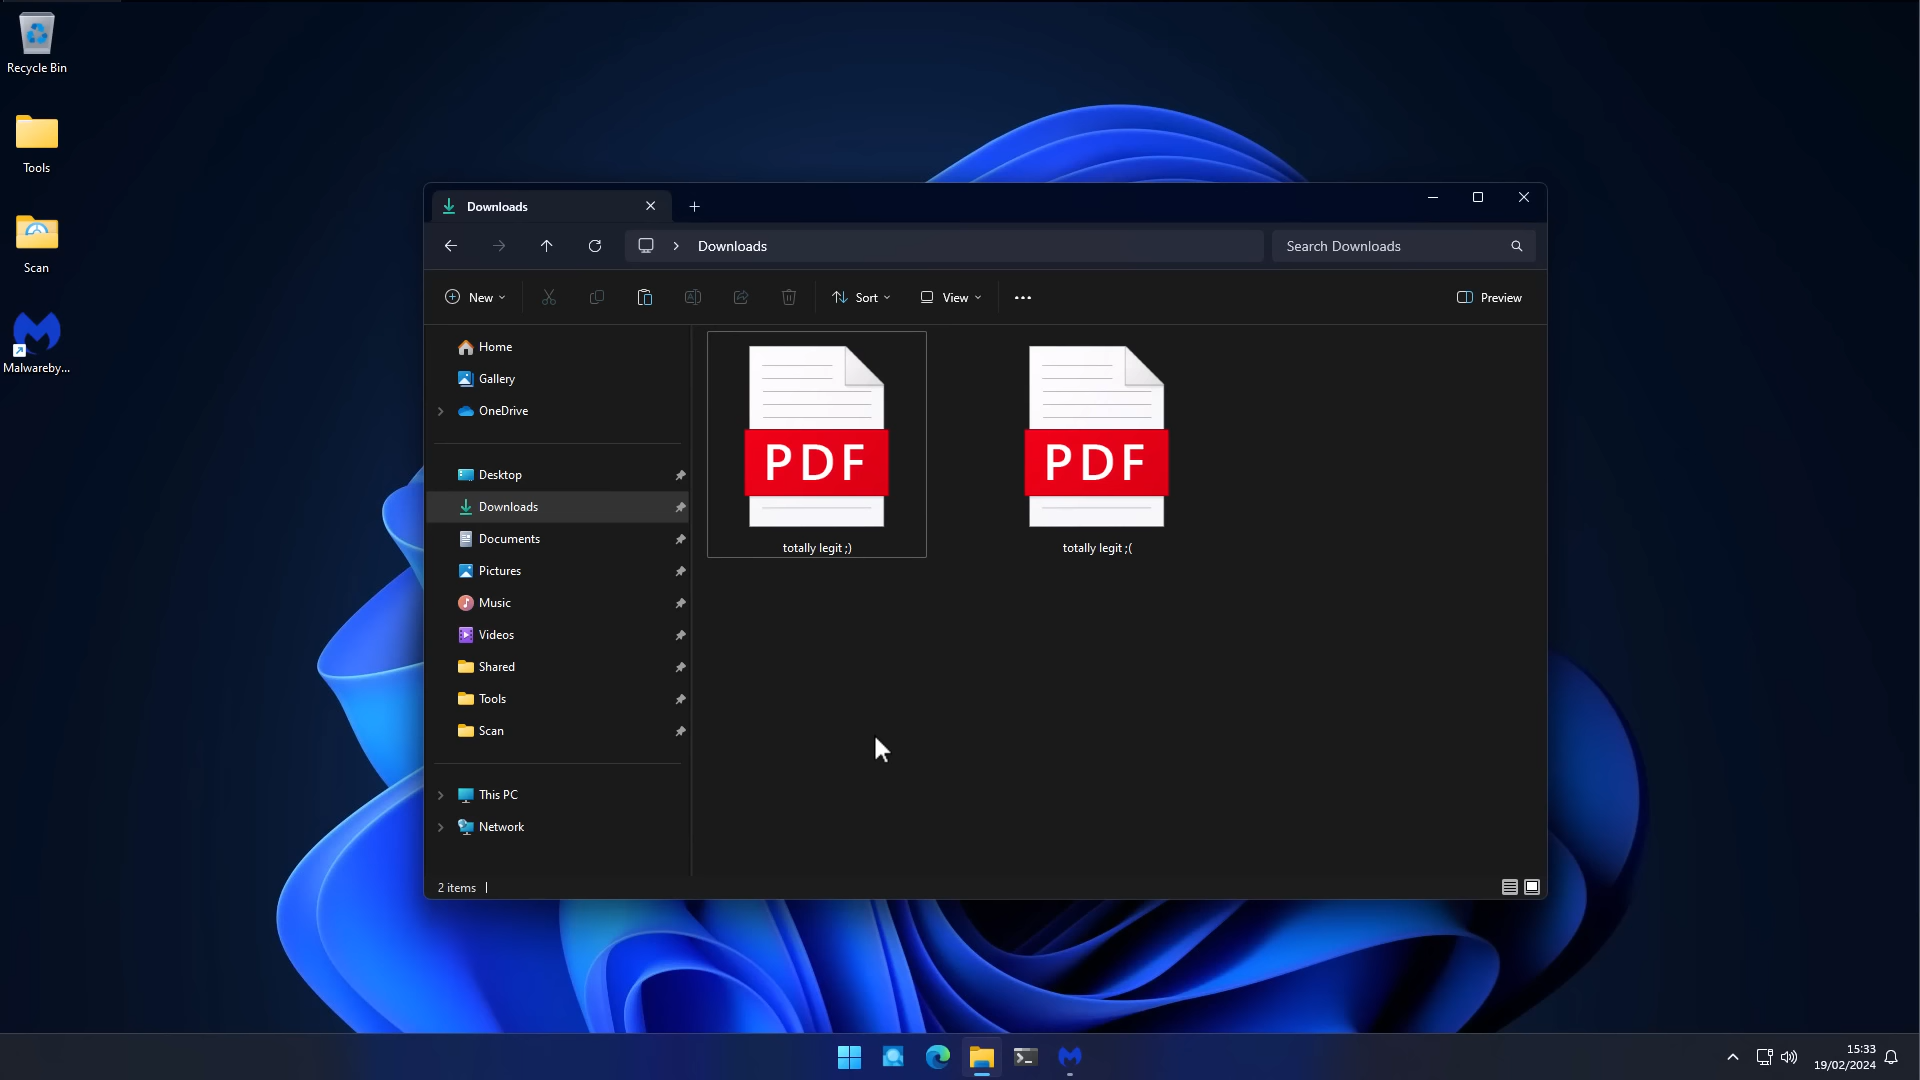 Recycle Bin
Tools
Scan
Malwareby...
Downloads
Downloads
Search Downloads
New
Sort
View
Preview
Home
Gallery
OneDrive
Desktop
Downloads
Documents
Pictures
Music
Videos
Shared
Tools
Scan
This PC
Network
PDF
totally legit ;)
PDF
totally legit ;(
2 items
15:33
19/02/2024